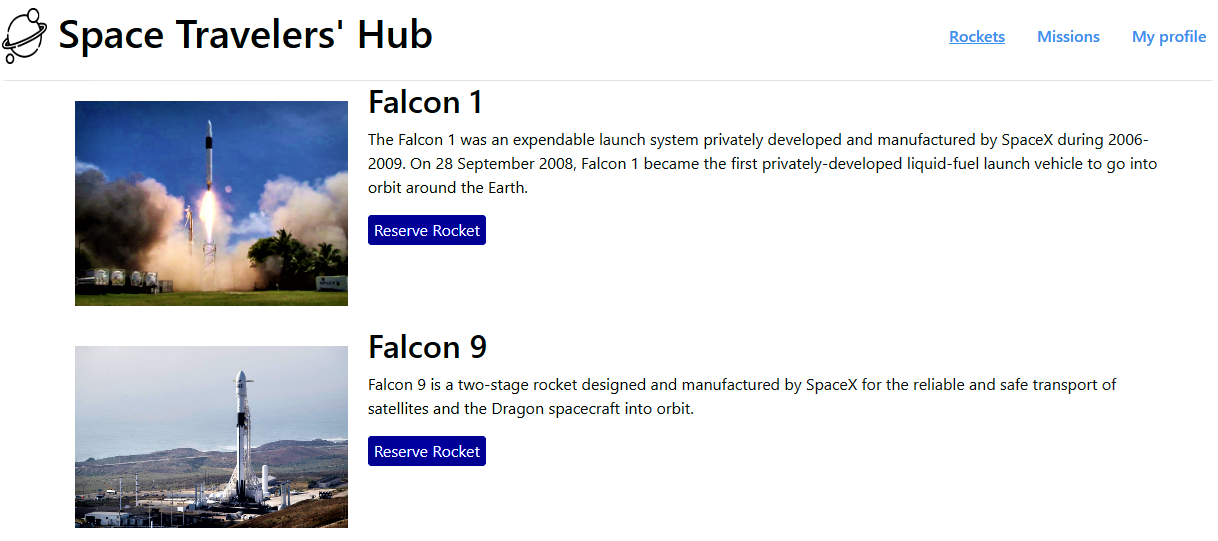 Space Travelers' Hub
Rockets
Missions
My profile
Falcon 1
The Falcon 1 was an expendable launch system privately developed and manufactured by SpaceX during 2006-
2009. On 28 September 2008, Falcon 1 became the first privately-developed liquid-fuel launch vehicle to go into
orbit around the Earth.
Reserve Rocket
Falcon 9
Falcon 9 is a two-stage rocket designed and manufactured by SpaceX for the reliable and safe transport of
satellites and the Dragon spacecraft into orbit.
Reserve Rocket